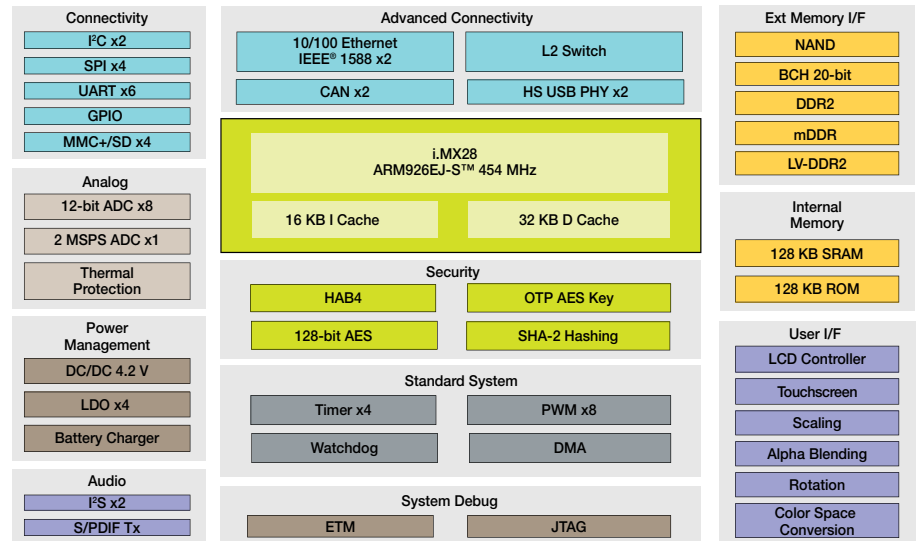 Connectivity
I²C x2
SPI x4
UART x6
GPIO
MMC+/SD x4
Analog
12-bit ADC x8
2 MSPS ADC x1
Thermal
Protection
Power
Management
DC/DC 4.2 V
LDO x4
Battery Charger
Audio
I²S x2
S/PDIF Tx
Advanced Connectivity
10/100 Ethernet
IEEE® 1588 x2
L2 Switch
CAN x2
HS USB PHY x2
i.MX28
ARM926EJ-S™ 454 MHz
16 KB I Cache
32 KB D Cache
Security
HAB4
OTP AES Key
128-bit AES
SHA-2 Hashing
Standard System
Timer x4
PWM x8
Watchdog
DMA
System Debug
ETM
JTAG
Ext Memory I/F
NAND
BCH 20-bit
DDR2
mDDR
LV-DDR2
Internal
Memory
128 KB SRAM
128 KB ROM
User I/F
LCD Controller
Touchscreen
Scaling
Alpha Blending
Rotation
Color Space
Conversion